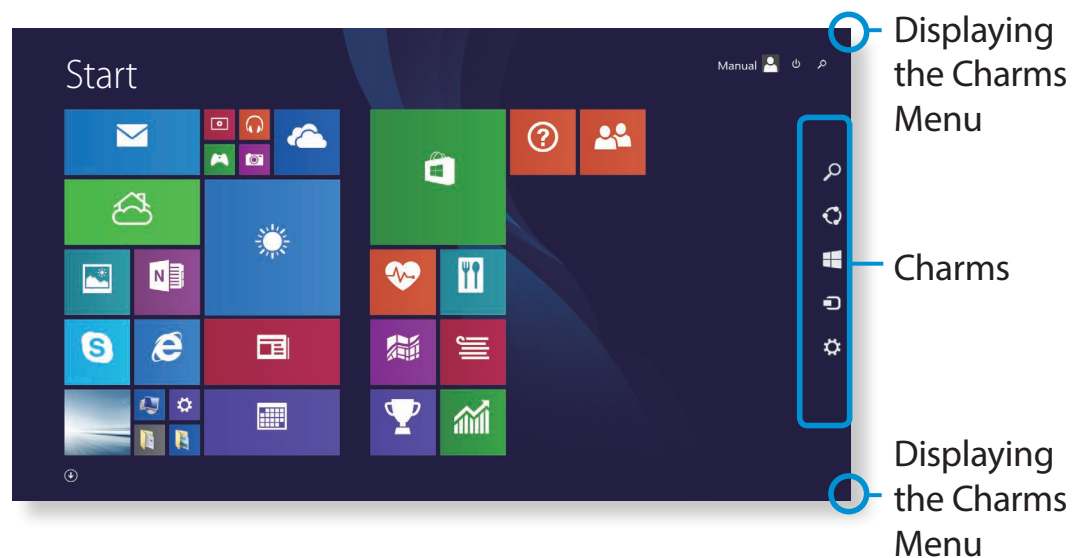 Displaying
the Charms
Menu
Start
Manual
Charms
Displaying
the Charms
Menu